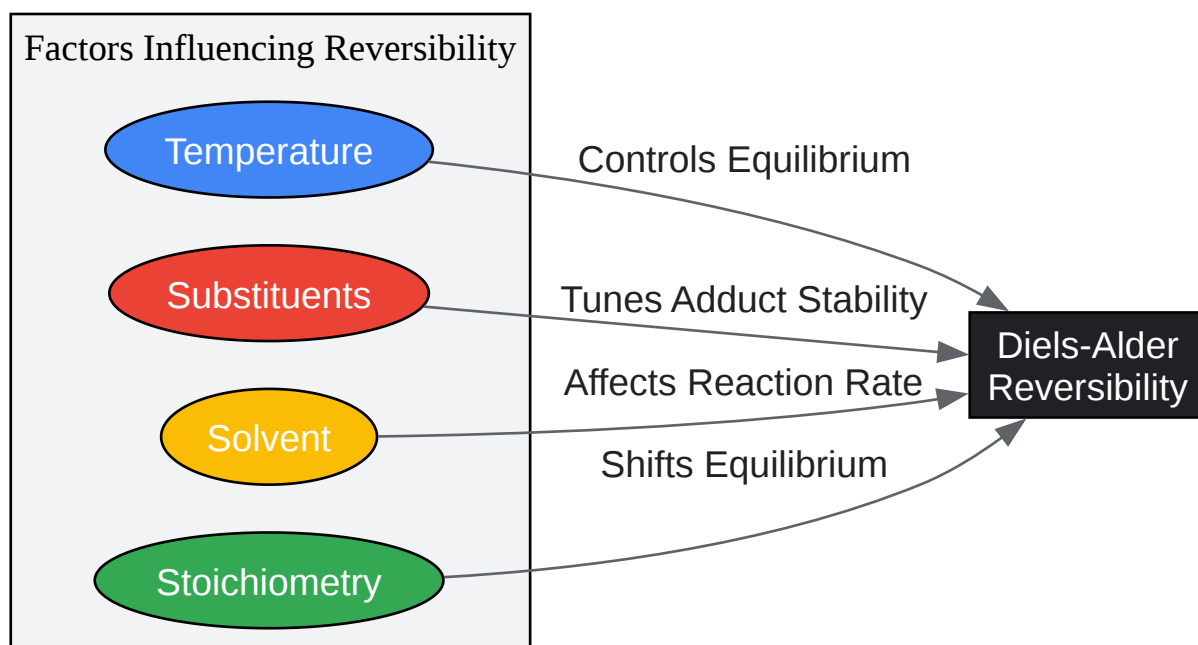 Factors Influencing Reversibility
Temperature
Controls Equilibrium
Substituents
Tunes Adduct Stability
Solvent
Affects Reaction Rate
Stoichiometry
Shifts Equilibrium
Diels-Alder
Reversibility